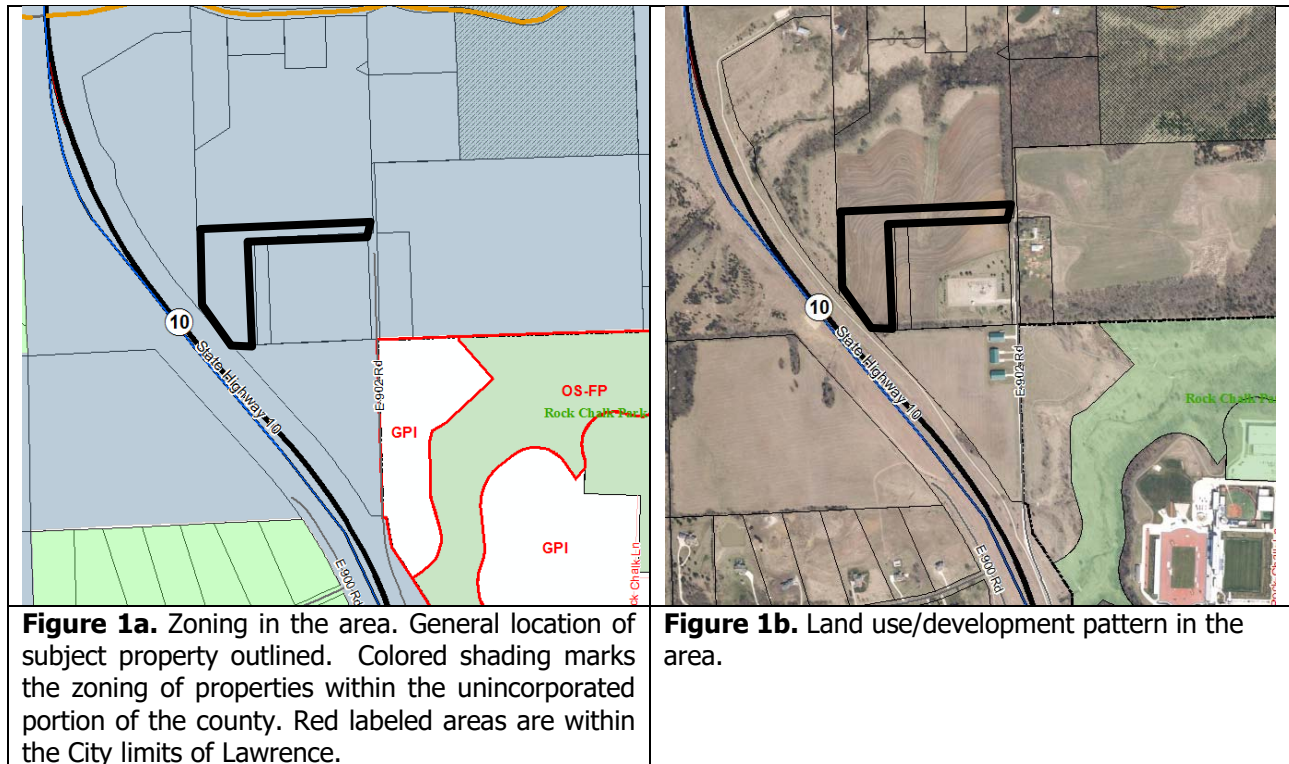 10
State Highway 10
E 902 Rd
OS-FP
Rock Chalk Park
GPI
GPI
E 900 Rd
ck Chalk Ln
10
State Highway 10
E 902 Rd
Rock Chalk Pa
E 900 Rd
Figure 1a. Zoning in the area. General location of
subject property outlined. Colored shading marks
the zoning of properties within the unincorporated
portion of the county. Red labeled areas are within
the City limits of Lawrence.
Figure 1b. Land use/development pattern in the
area.